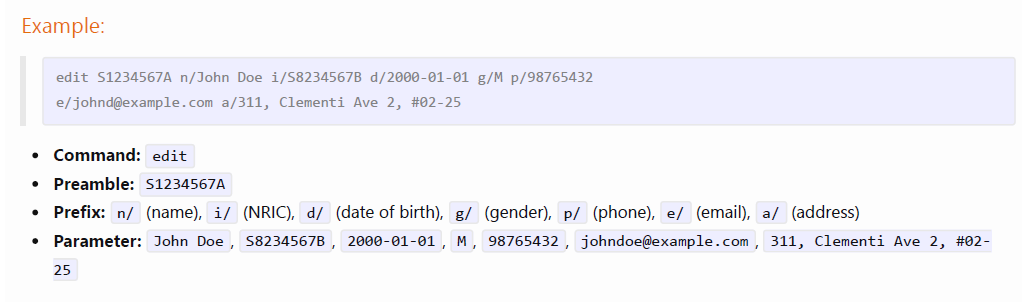 Example:
edit S1234567A n/John Doe i/S8234567B d/2000-01-01 g/M p/98765432
e/johnd@example.com a/311, Clementi Ave 2, #02-25
• Command: edit
• Preamble: S1234567A
• Prefix: n/ (name), i/ (NRIC), d/ (date of birth), g/ (gender), p/ (phone), e/ (email), a/ (address)
• Parameter: John Doe, S8234567B, 2000-01-01, M, 98765432, johndoe@example.com, 311, Clementi Ave 2, #02-
25